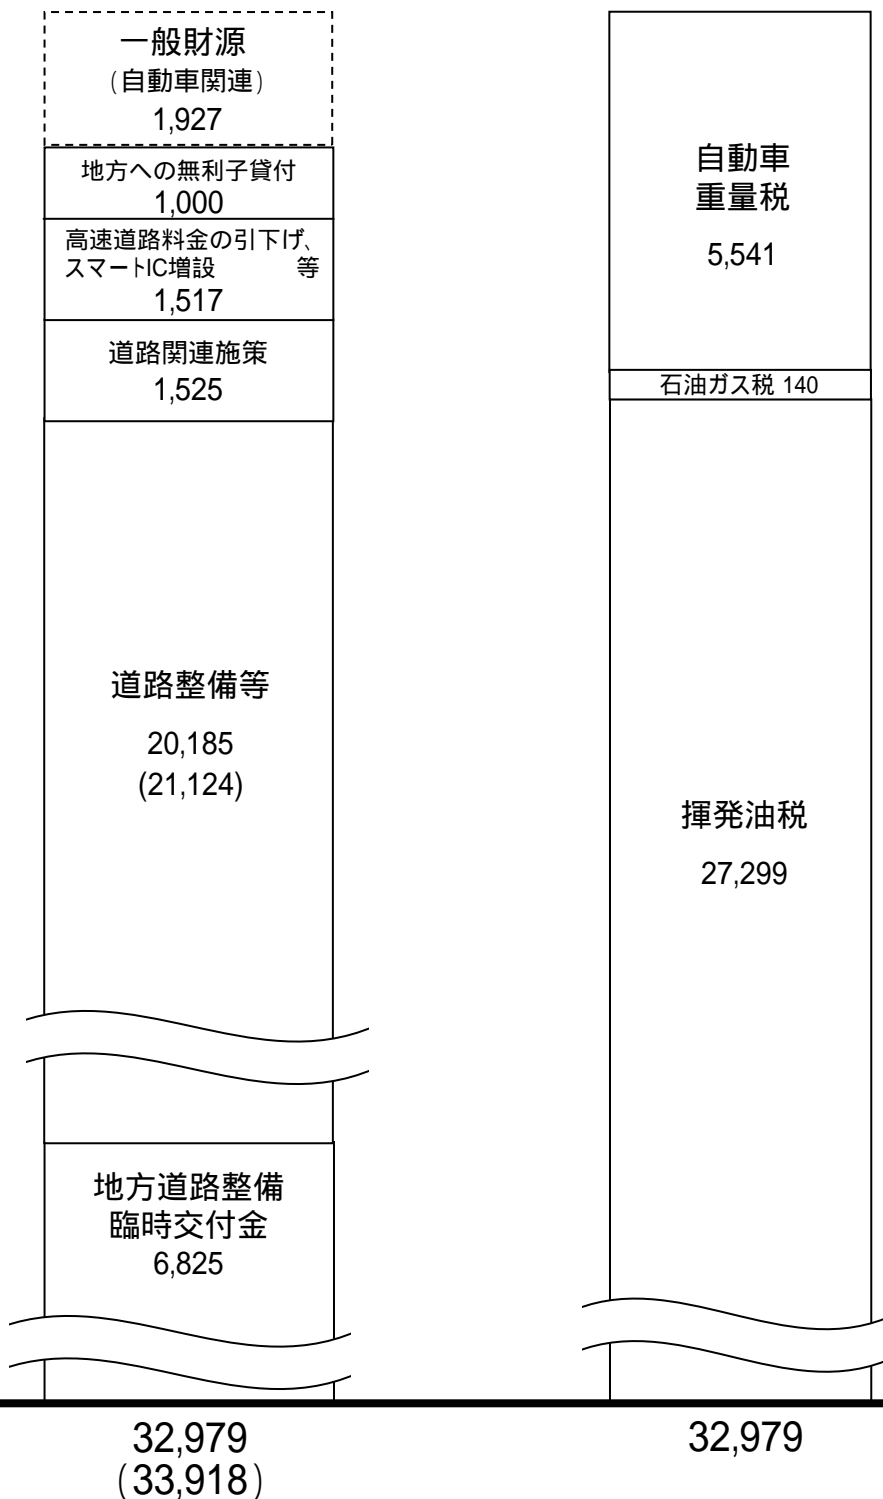 一般財源
(自動車関連)
1,927
地方への無利子貸付
1,000
高速道路料金の引下げ、
スマートIC増設 等
1,517
道路関連施策
1,525
道路整備等
20,185
(21,124)
地方道路整備
臨時交付金
6,825
32,979
(33,918)
自動車
重量税
5,541
石油ガス税 140
揮発油税
27,299
32,979